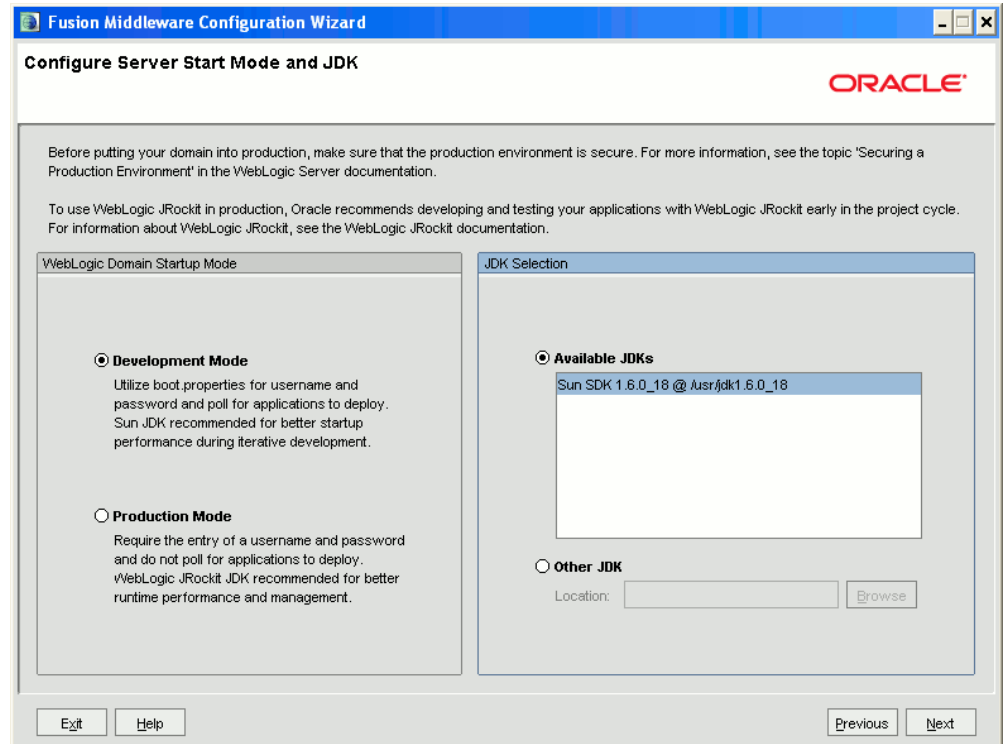 Fusion Middleware Configuration Wizard
Configure Server Start Mode and JDK
ORACLE
Before putting your domain into production, make sure that the production environment is secure. For more information, see the topic 'Securing a
Production Environment' in the WebLogic Server documentation.
To use WebLogic JRockit in production, Oracle recommends developing and testing your applications with WebLogic JRockit early in the project cycle.
For information about WebLogic JRockit, see the WebLogic JRockit documentation.
WebLogic Domain Startup Mode
Development Mode
Utilize boot.properties for username and
password and poll for applications to deploy.
Sun JDK recommended for better startup
performance during iterative development.
Production Mode
Require the entry of a username and password
and do not poll for applications to deploy.
WebLogic JRockit JDK recommended for better
runtime performance and management.
JDK Selection
Available JDKs
Sun SDK 1.6.0_18 @ /usr/jdk1.6.0_18
Other JDK
Location:
Browse
Exit
Help
Previous
Next